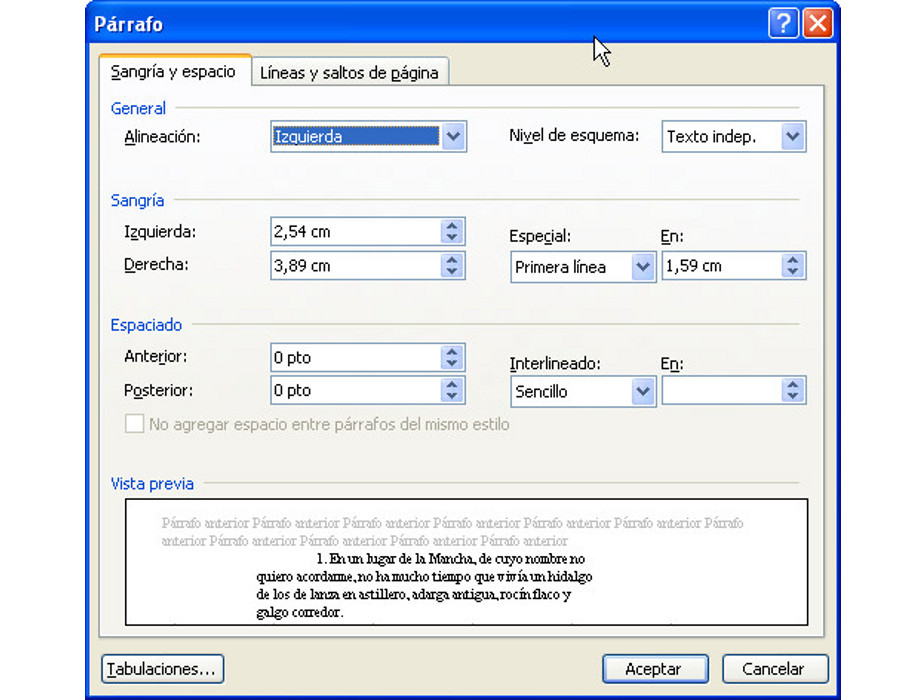 Párrafo
Sangría y espacio
Líneas y saltos de página
General
Alineación:
Izquierda
Nivel de esquema:
Texto indep.
Sangría
Izquierda:
2,54 cm
Derecha:
3,89 cm
Especial:
En:
Primera línea
1,59 cm
Espaciado
Anterior:
0 pto
Posterior:
0 pto
Interlineado:
En:
Sencillo
No agregar espacio entre párrafos del mismo estilo
Vista previa
Párrafo anterior Párrafo anterior Párrafo anterior Párrafo anterior Párrafo anterior Párrafo anterior Párrafo
anterior Párrafo anterior Párrafo anterior Párrafo anterior Párrafo anterior
1. En un lugar de la Mancha, de cuyo nombre no
quiero acordarme, no ha mucho tiempo que vivía un hidalgo
de los de lanza en astillero, adarga antigua, rocín flaco y
galgo corredor.
Tabulaciones...
Aceptar
Cancelar